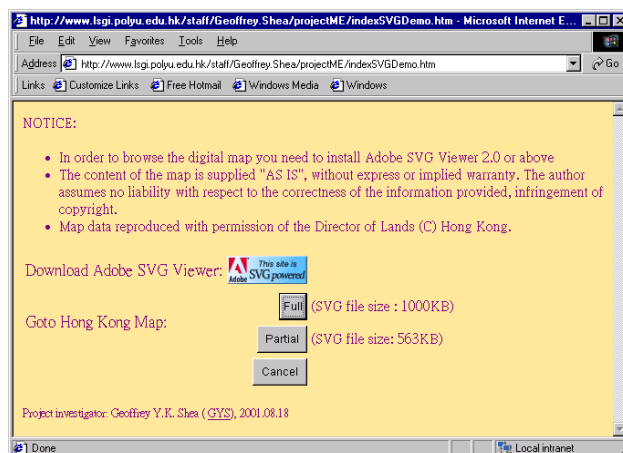 http://www.lsgi.polyu.edu.hk/staff/Geoffrey.Shea/projectME/indexSVGDemo.htm - Microsoft Internet E...
File Edit View Favorites Tools Help
Address http://www.lsgi.polyu.edu.hk/staff/Geoffrey.Shea/projectME/indexSVGDemo.htm Go
Links Customize Links Free Hotmail Windows Media Windows
NOTICE:
• In order to browse the digital map you need to install Adobe SVG Viewer 2.0 or above
• The content of the map is supplied "AS IS", without express or implied warranty. The author
assumes no liability with respect to the correctness of the information provided, infringement of
copyright.
• Map data reproduced with permission of the Director of Lands (C) Hong Kong.
Download Adobe SVG Viewer: Adobe This site is SVG powered
Full (SVG file size : 1000KB)
Goto Hong Kong Map:
Partial (SVG file size: 563KB)
Cancel
Project investigator: Geoffrey Y.K. Shea ( GYS), 2001.08.18
Done Local intranet